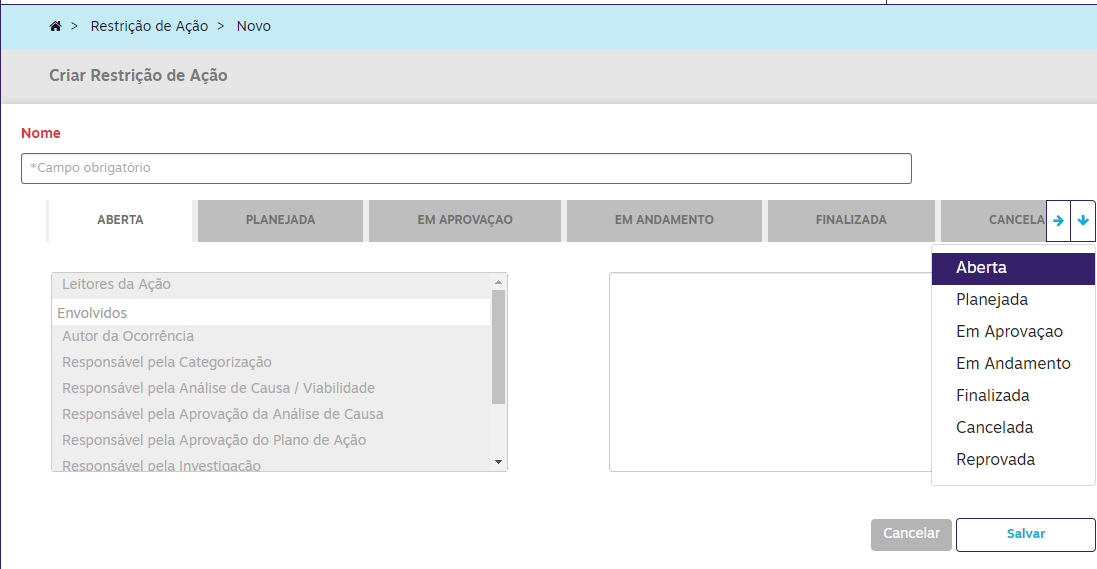 > Restrição de Ação > Novo
Criar Restrição de Ação
Nome
*Campo obrigatório
ABERTA PLANEJADA EM APROVAÇAO EM ANDAMENTO FINALIZADA CANCELA
Aberta
Planejada
Em Aprovaçao
Em Andamento
Finalizada
Cancelada
Reprovada
Leitores da Ação
Envolvidos
Autor da Ocorrência
Responsável pela Categorização
Responsável pela Análise de Causa / Viabilidade
Responsável pela Aprovação da Análise de Causa
Responsável pela Aprovação do Plano de Ação
Responsável pela Investigação
Cancelar Salvar